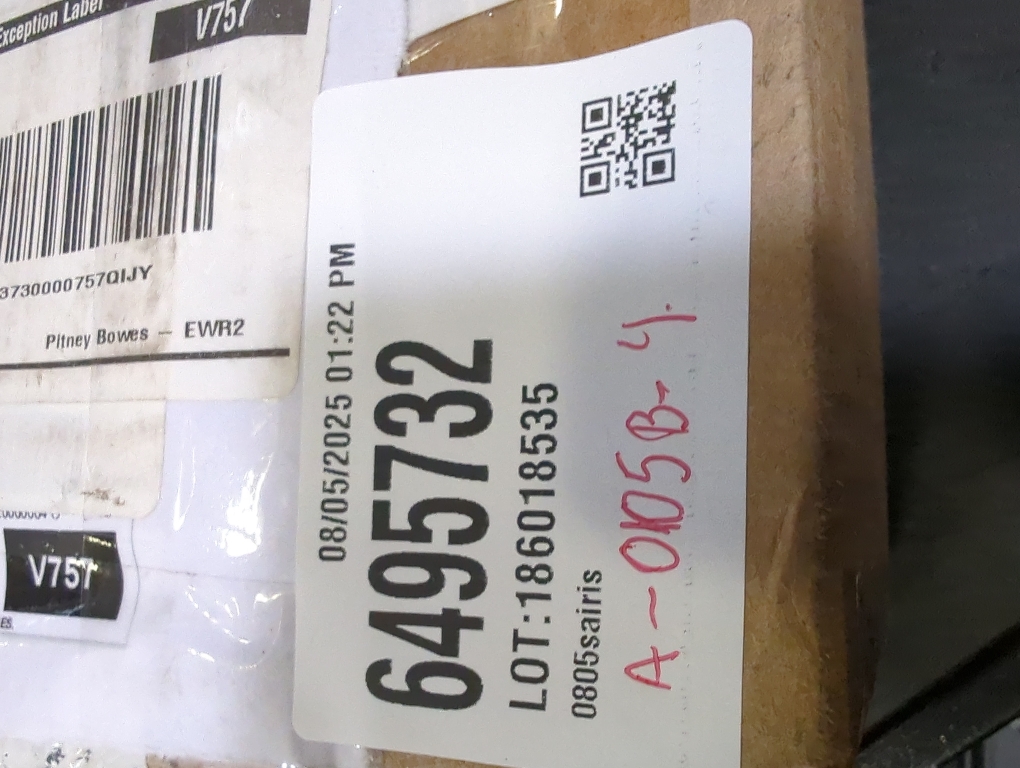 Exception Label
V757
3730000757QIJY
Pitney Bowes - EWR2
V757
ES.
08/05/2025 01:22 PM
6495732
LOT:186018535
0805sairis
A-0105B-4.